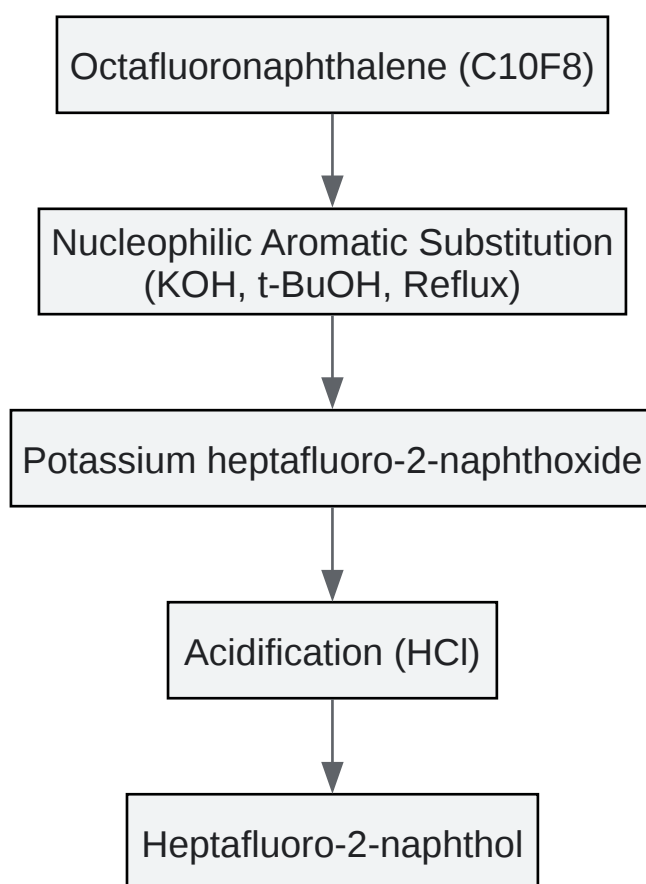 Octafluoronaphthalene (C10F8)
Nucleophilic Aromatic Substitution
(KOH, t-BuOH, Reflux)
Potassium heptafluoro-2-naphthoxide
Acidification (HCl)
Heptafluoro-2-naphthol